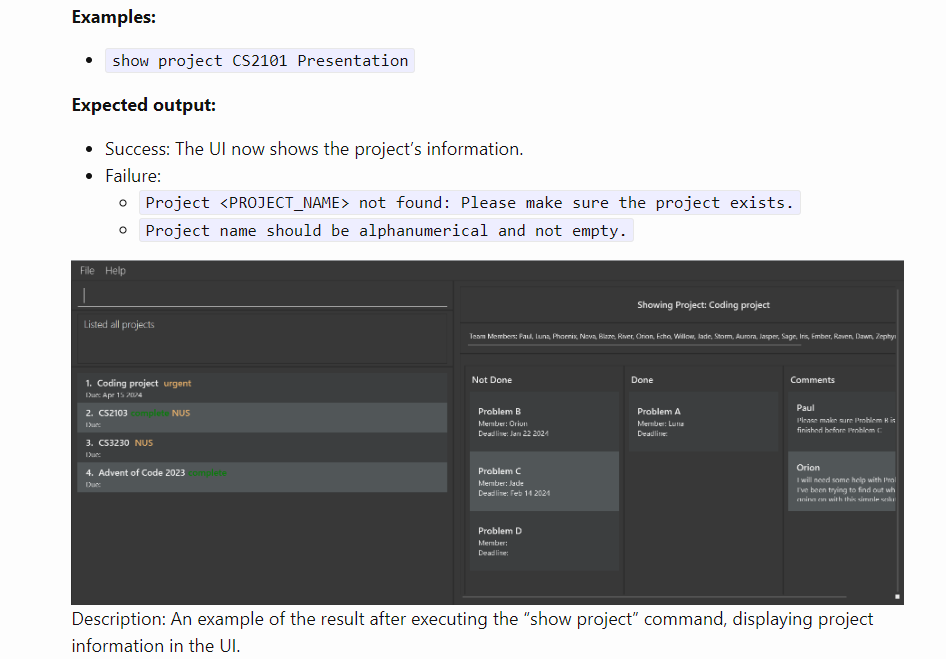 Examples:
show project CS2101 Presentation
Expected output:
Success: The UI now shows the project’s information.
Failure:
Project <PROJECT_NAME> not found: Please make sure the project exists.
Project name should be alphanumerical and not empty.
File Help
Listed all projects
1. Coding project urgent
Due: Apr 15 2024
2. CS2103 complete NUS
Due:
3. CS3230 NUS
Due:
4. Advent of Code 2023 complete
Due:
Showing Project: Coding project
Team Members: Paul, Luna, Phoenix, Nova, Blaze, River, Orion, Echo, Willow, Jade, Storm, Aurora, Jasper, Sage, Iris, Ember, Raven, Dawn, Zephy
Not Done
Problem B
Member: Orion
Deadline: Jan 22 2024
Problem C
Member: Jade
Deadline: Feb 14 2024
Problem D
Member:
Deadline:
Done
Problem A
Member: Luna
Deadline:
Comments
Paul
Please make sure Problem B is
finished before Problem C
Orion
I will need some help with Pro
I've been trying to find out wh
going on with this simple solu
Description: An example of the result after executing the “show project” command, displaying project
information in the UI.